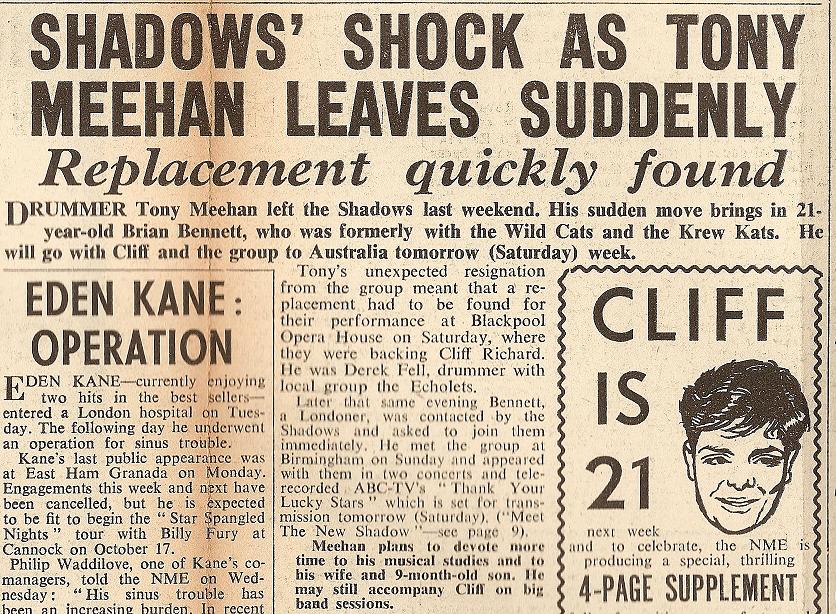 SHADOWS' SHOCK AS TONY
MEEHAN LEAVES SUDDENLY
Replacement quickly found
DRUMMER Tony Meehan left the Shadows last weekend. His sudden move brings in 21-
year-old Brian Bennett, who was formerly with the Wild Cats and the Krew Kats. He
will go with Cliff and the group to Australia tomorrow (Saturday) week.
EDEN KANE:
OPERATION
EDEN KANE—currently enjoying
two hits in the best sellers—
entered a London hospital on Tues-
day. The following day he underwent
an operation for sinus trouble.
Kane's last public appearance was
at East Ham Granada on Monday.
Engagements this week and next have
been cancelled, but he is expected
to be fit to begin the "Star Spangled
Nights" tour with Billy Fury at
Cannock on October 17.
Philip Waddilove, one of Kane's co-
managers, told the NME on Wed-
nesday: "His sinus trouble has
been an increasing burden. In recent
Tony's unexpected resignation
from the group meant that a re-
placement had to be found for
their performance at Blackpool
Opera House on Saturday, where
they were backing Cliff Richard.
He was Derek Fell, drummer with
local group the Echolets.
Later that same evening Bennett,
a Londoner, was contacted by the
Shadows and asked to join them
immediately. He met the group at
Birmingham on Sunday and appeared
with them in two concerts and tele-
recorded ABC-TV's "Thank Your
Lucky Stars" which is set for trans-
mission tomorrow (Saturday). ("Meet
The New Shadow"—see page 9).
Meehan plans to devote more
time to his musical studies and to
his wife and 9-month-old son. He
may still accompany Cliff on big
band sessions.
CLIFF
IS
21
next week
and to celebrate, the NME is
producing a special, thrilling
4-PAGE SUPPLEMENT